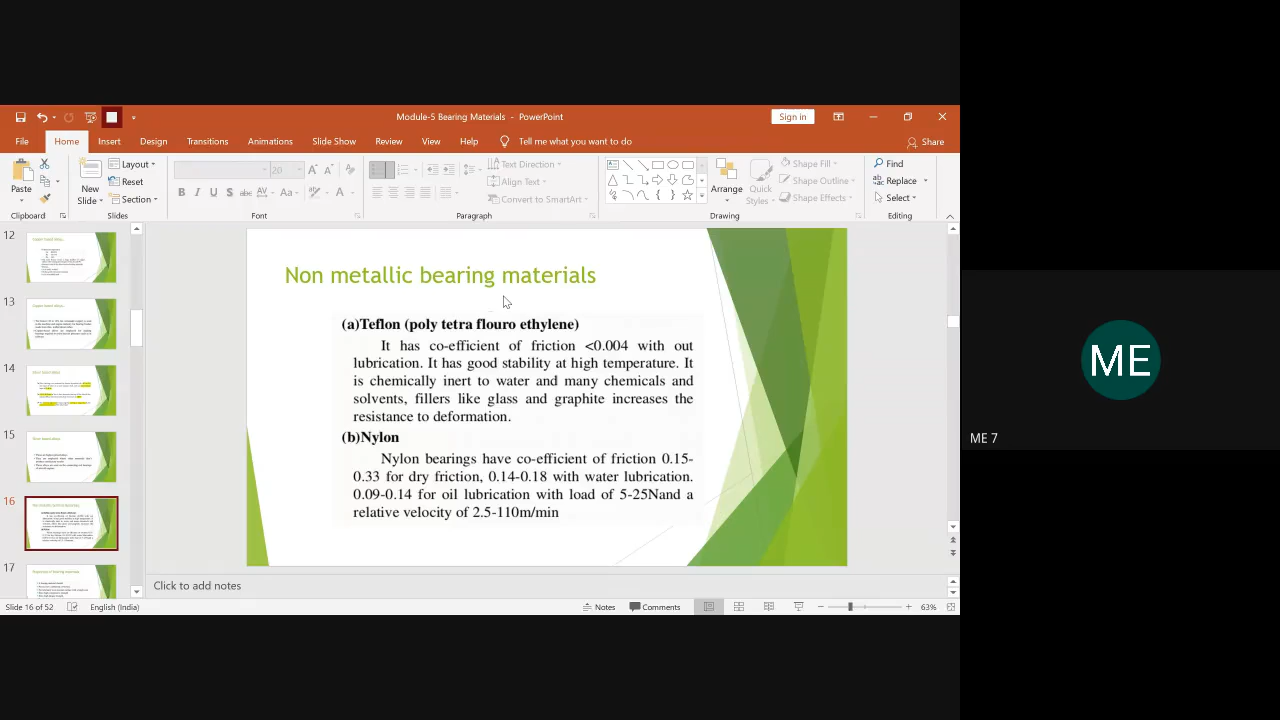 Module-5 Bearing Materials - PowerPoint
Sign in
File
Home
Insert
Design
Transitions
Animations
Slide Show
Review
View
Help
Tell me what you want to do
Share
Paste
Clipboard
New
Slide
Layout
Reset
Section
Slides
20
B I U S abc AV Aa A
Font
Text Direction
Align Text
Convert to SmartArt
Paragraph
Arrange
Quick
Styles
Shape Fill
Shape Outline
Shape Effects
Drawing
Find
Replace
Select
Editing
12
13
14
15
16
17
Non metallic bearing materials
(a)Teflon (poly tetra flouro ethylene)
It has co-efficient of friction <0.004 with out
lubrication. It has good stability at high temperature. It
is chemically inert to water and many chemicals and
solvents, fillers like glass and graphite increases the
resistance to deformation.
(b)Nylon
Nylon bearings has co-efficient of friction 0.15-
0.33 for dry friction, 0.14-0.18 with water lubrication.
0.09-0.14 for oil lubrication with load of 5-25Nand a
relative velocity of 2.5-110m/min
Click to add notes
Slide 16 of 52
English (India)
Notes
Comments
63%
ME
ME 7